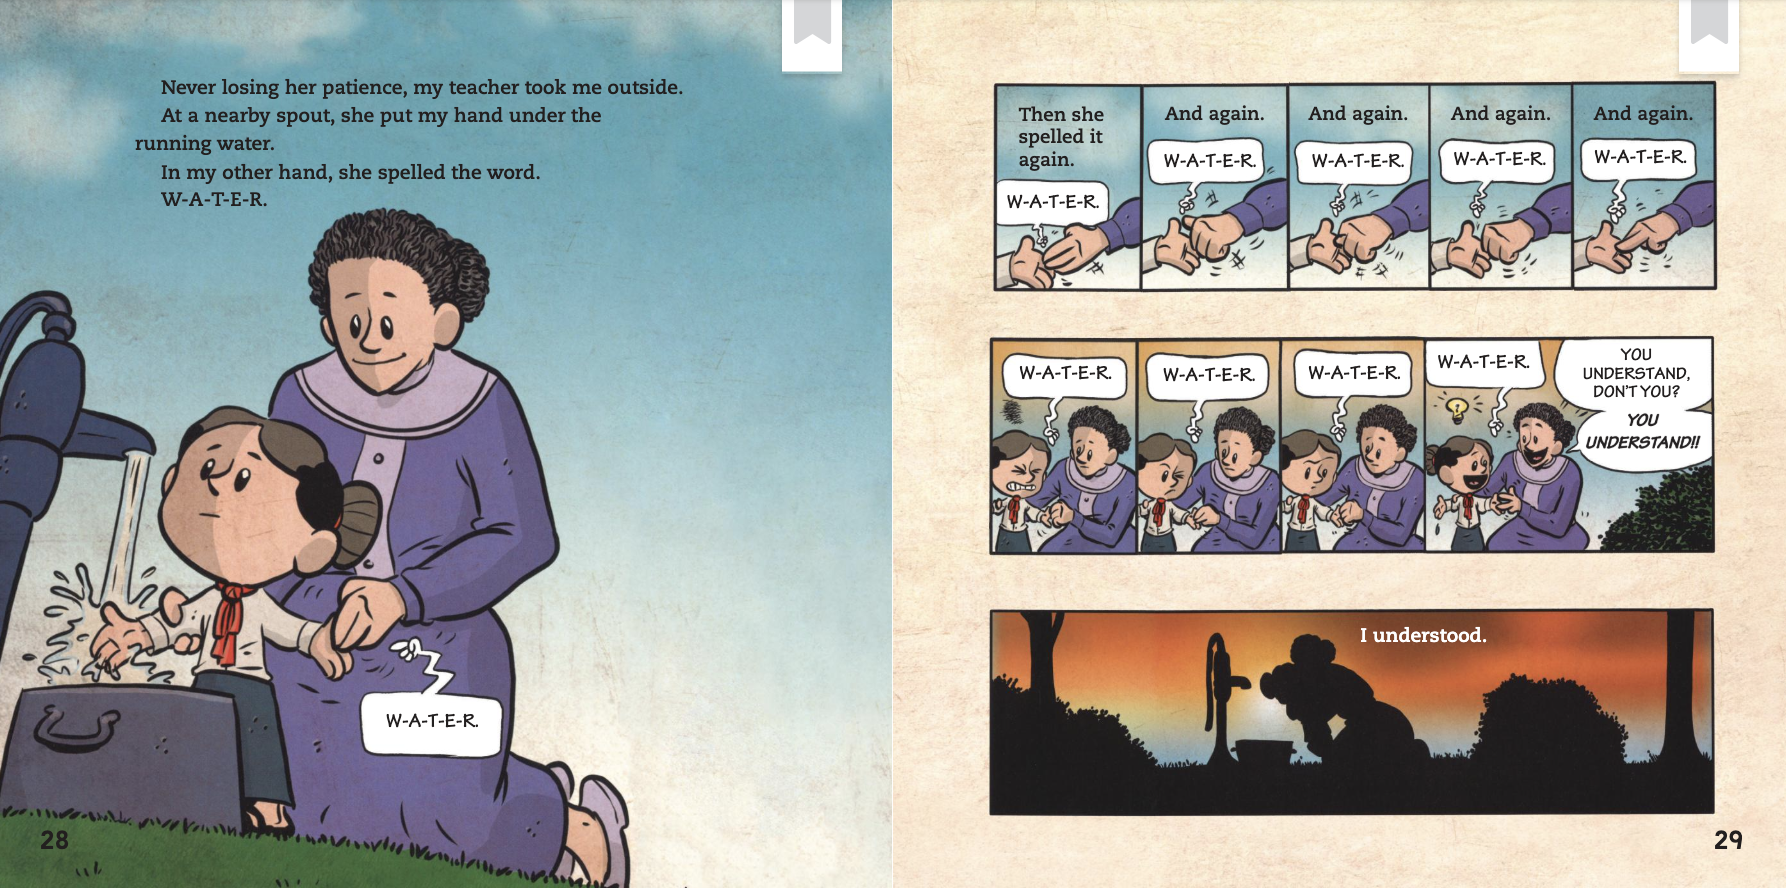 Never losing her patience, my teacher took me outside.
At a nearby spout, she put my hand under the
running water.
In my other hand, she spelled the word.
W-A-T-E-R.
W-A-T-E-R.
28
Then she
spelled it
again.
W-A-T-E-R.
And again.
W-A-T-E-R.
And again.
W-A-T-E-R.
And again.
W-A-T-E-R.
And again.
W-A-T-E-R.
W-A-T-E-R.
W-A-T-E-R.
W-A-T-E-R.
W-A-T-E-R.
YOU
UNDERSTAND,
DON'T YOU?
YOU
UNDERSTAND!!
I understood.
29